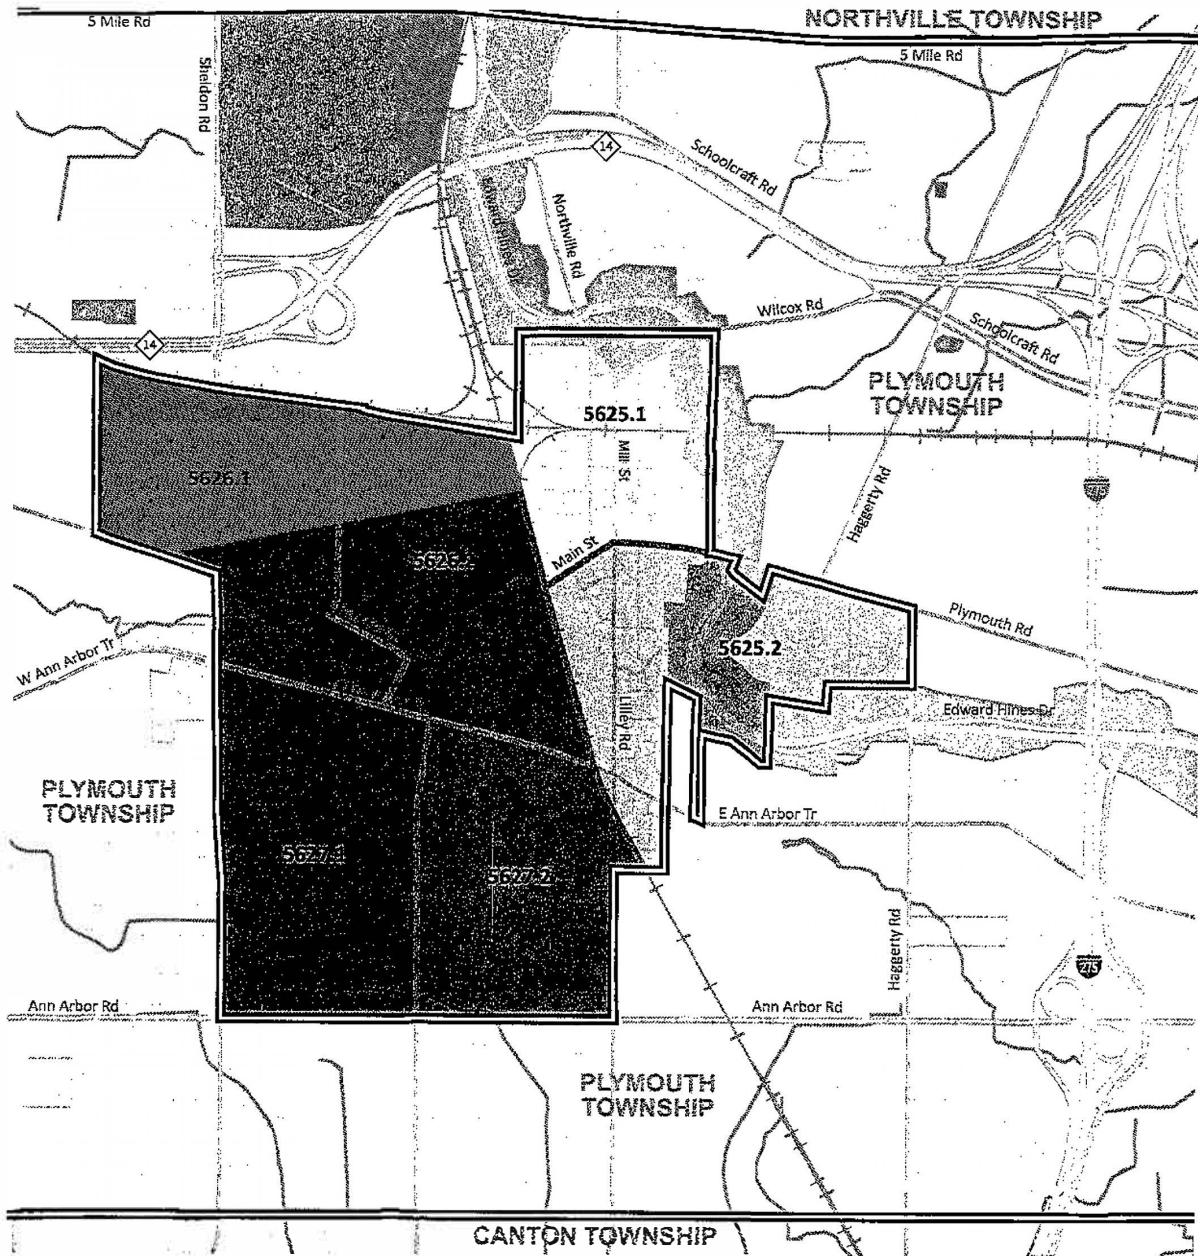 NORTHVILLE TOWNSHIP
5 Mile Rd
5 Mile Rd
Sheldon Rd
14
Schoolcraft Rd
Northville Rd
Wilcox Rd
Schoolcraft Rd
14
PLYMOUTH
TOWNSHIP
5625.1
Mill St
5626.1
Haggerty Rd
Main St
Plymouth Rd
W Ann Arbor Tr
5625.2
Lilley Rd
Edward Hines Dr
PLYMOUTH
TOWNSHIP
E Ann Arbor Tr
5627.1
5627.2
Haggerty Rd
275
Ann Arbor Rd
Ann Arbor Rd
PLYMOUTH
TOWNSHIP
CANTON TOWNSHIP